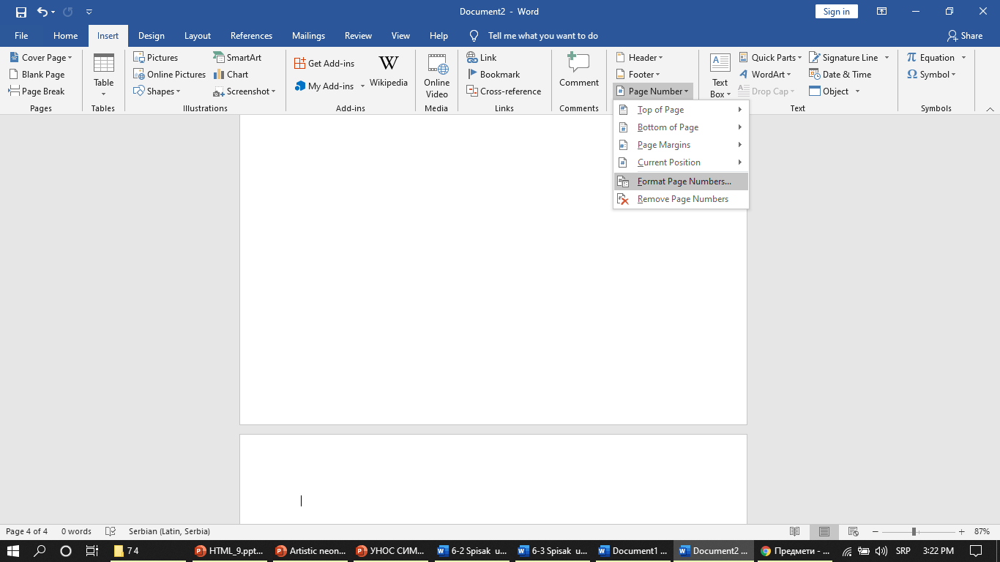 Document2 - Word
Sign in
File Home Insert Design Layout References Mailings Review View Help Tell me what you want to do Share
Cover Page
Blank Page
Page Break
Pages
Table
Tables
Pictures
Online Pictures
Shapes
SmartArt
Chart
Screenshot
Illustrations
Get Add-ins
My Add-ins
W
Wikipedia
Add-ins
Online
Video
Media
Link
Bookmark
Cross-reference
Links
Comment
Comments
Header
Footer
Page Number
Text
Box
Quick Parts
WordArt
Drop Cap
Signature Line
Date & Time
Object
Text
Equation
Symbol
Symbols
Top of Page
Bottom of Page
Page Margins
Current Position
Format Page Numbers...
Remove Page Numbers
Page 4 of 4 0 words Serbian (Latin, Serbia) 87%
7 4 HTML_9.ppt... Artistic neon... УНОС СИМ... 6-2 Spisak u... 6-3 Spisak u... Document1 ... Document2 ... Предмети - ... SRP 3:22 PM